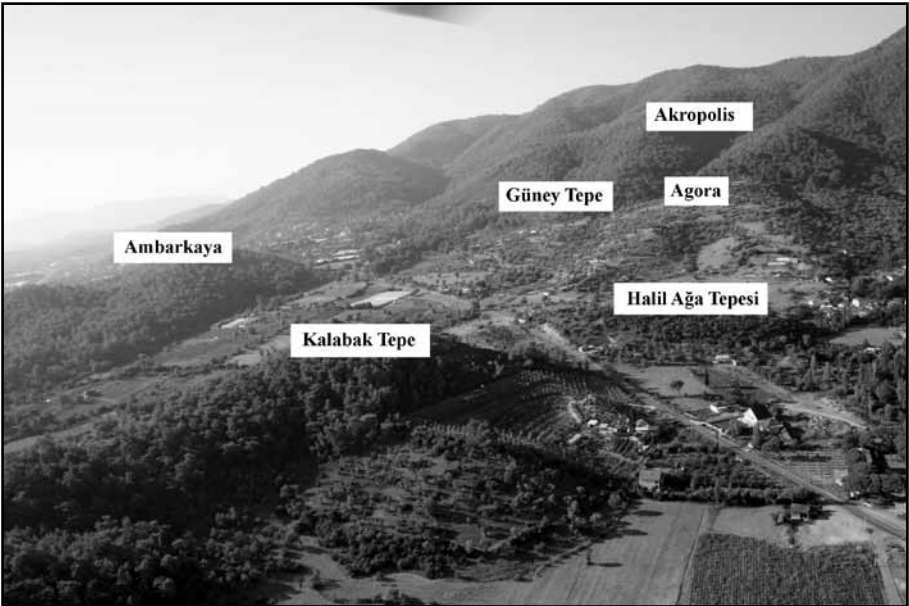 Akropolis
Güney Tepe
Agora
Ambarkaya
Halil Ağa Tepesi
Kalabak Tepe